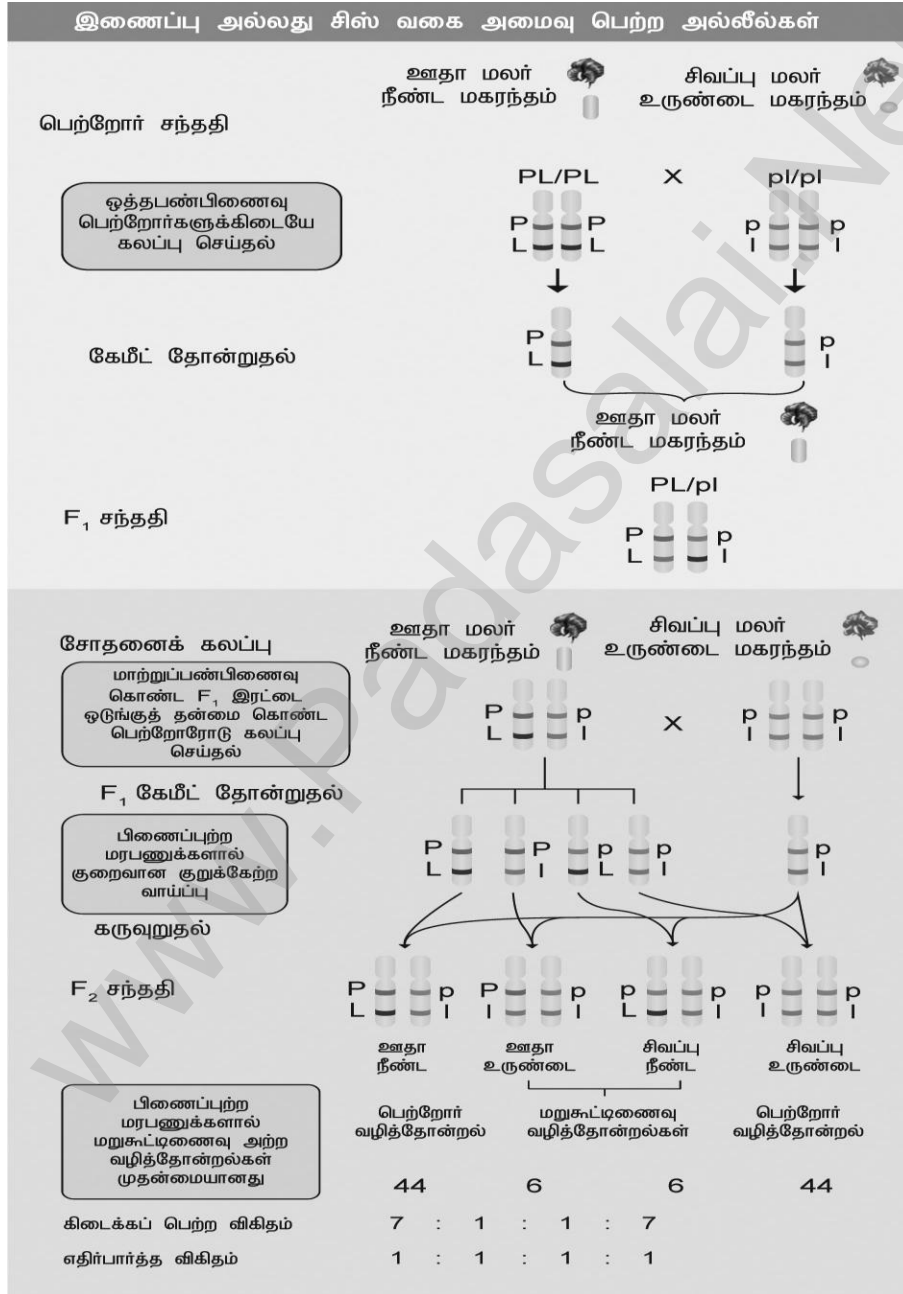 இணைப்பு அல்லது சிஸ் வகை அமைவு பெற்ற அல்லீல்கள்
ஊதா மலர்
நீண்ட மகரந்தம்
சிவப்பு மலர்
உருண்டை மகரந்தம்
பெற்றோர் சந்ததி
PL/PL X pl/pl
ஒத்தபண்பிணைவு
பெற்றோர்களுக்கிடையே
கலப்பு செய்தல்
P P p p
L L l l
கேமீட் தோன்றுதல்
P p
L l
ஊதா மலர்
நீண்ட மகரந்தம்
PL/pl
F₁ சந்ததி
P p
L l
சோதனைக் கலப்பு
ஊதா மலர்
நீண்ட மகரந்தம்
சிவப்பு மலர்
உருண்டை மகரந்தம்
மாற்றுப்பண்பிணைவு
கொண்ட F₁ இரட்டை
ஒடுங்குத் தன்மை கொண்ட
பெற்றோரோடு கலப்பு
செய்தல்
P p X p p
L l l l
F₁ கேமீட் தோன்றுதல்
பிணைப்புற்ற
மரபணுக்களால்
குறைவான குறுக்கேற்ற
வாய்ப்பு
P P p p p
L l L l l
கருவுறுதல்
F₂ சந்ததி
P p P p p p p p
L l l l L l l l
ஊதா
நீண்ட
ஊதா
உருண்டை
சிவப்பு
நீண்ட
சிவப்பு
உருண்டை
பிணைப்புற்ற
மரபணுக்களால்
மறுகூட்டிணைவு அற்ற
வழித்தோன்றல்கள்
முதன்மையானது
பெற்றோர்
வழித்தோன்றல்
மறுகூட்டிணைவு
வழித்தோன்றல்கள்
பெற்றோர்
வழித்தோன்றல்
44 6 6 44
கிடைக்கப் பெற்ற விகிதம் 7 : 1 : 1 : 7
எதிர்பார்த்த விகிதம் 1 : 1 : 1 : 1
www.Padasalai.Ne